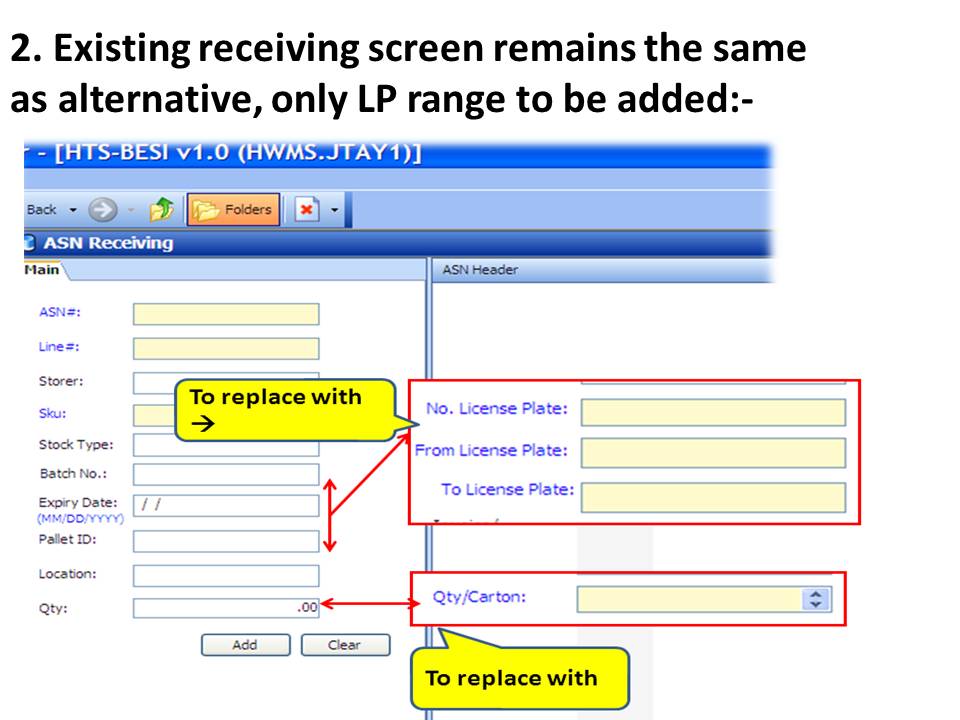 2. Existing receiving screen remains the same
as alternative, only LP range to be added:-
- [HTS-BESI v1.0 (HWMS.JTAY1)]
Back
Folders
ASN Receiving
Main
ASN Header
ASN#:
Line#:
Storer:
Sku:
Stock Type:
Batch No.:
Expiry Date: / /
(MM/DD/YYYY)
Pallet ID:
Location:
Qty: .00
Add Clear
To replace with
→
No. License Plate:
From License Plate:
To License Plate:
Qty/Carton:
To replace with